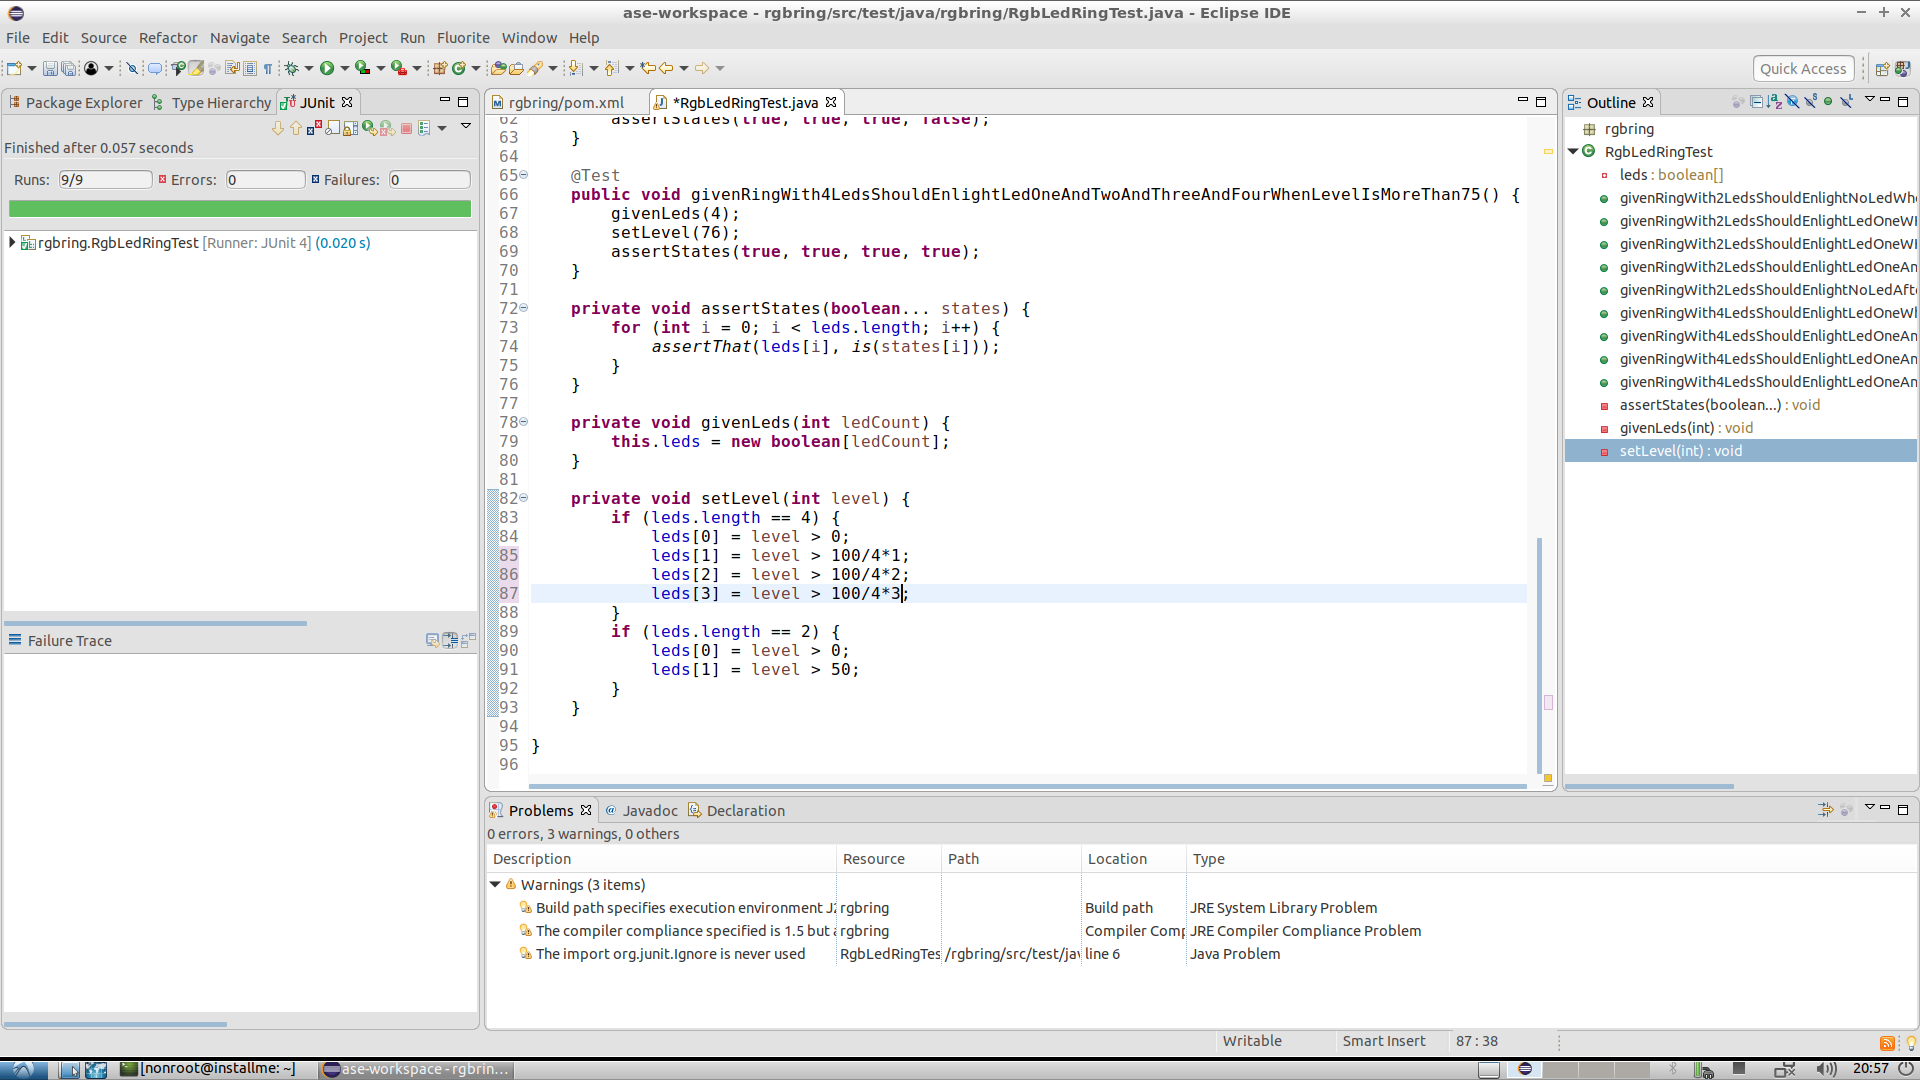 ase-workspace - rgbring/src/test/java/rgbring/RgbLedRingTest.java - Eclipse IDE
File Edit Source Refactor Navigate Search Project Run Fluorite Window Help
Quick Access
Package Explorer Type Hierarchy JUnit
Finished after 0.057 seconds
Runs: 9/9 Errors: 0 Failures: 0
rgbring.RgbLedRingTest [Runner: JUnit 4] (0.020 s)
Failure Trace
rgbring/pom.xml *RgbLedRingTest.java
62 assertStates(true, true, true, false);
63 }
64
65 @Test
66 public void givenRingWith4LedsShouldEnlightLedOneAndTwoAndThreeAndFourWhenLevelIsMoreThan75() {
67 givenLeds(4);
68 setLevel(76);
69 assertStates(true, true, true, true);
70 }
71
72 private void assertStates(boolean... states) {
73 for (int i = 0; i < leds.length; i++) {
74 assertThat(leds[i], is(states[i]));
75 }
76 }
77
78 private void givenLeds(int ledCount) {
79 this.leds = new boolean[ledCount];
80 }
81
82 private void setLevel(int level) {
83 if (leds.length == 4) {
84 leds[0] = level > 0;
85 leds[1] = level > 100/4*1;
86 leds[2] = level > 100/4*2;
87 leds[3] = level > 100/4*3;
88 }
89 if (leds.length == 2) {
90 leds[0] = level > 0;
91 leds[1] = level > 50;
92 }
93 }
94
95 }
96
Outline
rgbring
RgbLedRingTest
leds : boolean[]
givenRingWith2LedsShouldEnlightNoLedWhe
givenRingWith2LedsShouldEnlightLedOneWh
givenRingWith2LedsShouldEnlightLedOneWh
givenRingWith2LedsShouldEnlightLedOneAn
givenRingWith2LedsShouldEnlightNoLedAfte
givenRingWith4LedsShouldEnlightLedOneWh
givenRingWith4LedsShouldEnlightLedOneAn
givenRingWith4LedsShouldEnlightLedOneAn
givenRingWith4LedsShouldEnlightLedOneAn
assertStates(boolean...) : void
givenLeds(int) : void
setLevel(int) : void
Problems Javadoc Declaration
0 errors, 3 warnings, 0 others
Description Resource Path Location Type
Warnings (3 items)
Build path specifies execution environment J2 rgbring Build path JRE System Library Problem
The compiler compliance specified is 1.5 but a rgbring Compiler Comp JRE Compiler Compliance Problem
The import org.junit.Ignore is never used RgbLedRingTes /rgbring/src/test/jav line 6 Java Problem
Writable Smart Insert 87 : 38
[nonroot@installme: ~] ase-workspace - rgbrin... 20:57